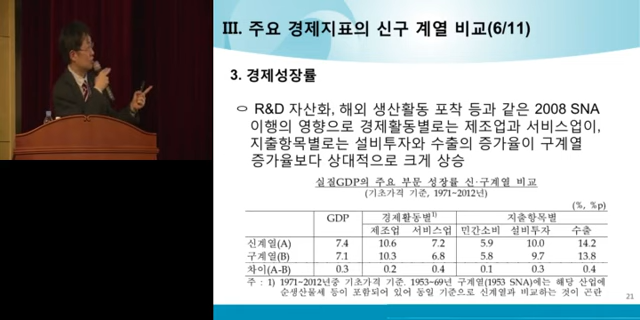 Ⅲ. 주요 경제지표의 신구 계열 비교(6/11)
3. 경제성장률
R&D 자산화, 해외 생산활동 포착 등과 같은 2008 SNA
이행의 영향으로 경제활동별로는 제조업과 서비스업이,
지출항목별로는 설비투자와 수출의 증가율이 구계열
증가율보다 상대적으로 크게 상승
실질GDP의 주요 부문 성장률 신·구계열 비교
(기초가격 기준, 1971~2012년)
(%, %p)
GDP 경제활동별1) 지출항목별
제조업 서비스업 민간소비 설비투자 수출
신계열(A) 7.4 10.6 7.2 5.9 10.0 14.2
구계열(B) 7.1 10.3 6.8 5.8 9.7 13.8
차이(A-B) 0.3 0.2 0.4 0.1 0.3 0.4
주 : 1) 1971~2012년중 기초가격 기준. 1953~69년 구계열(1953 SNA)에는 해당 산업에
순생산물세 등이 포함되어 있어 동일 기준으로 신계열과 비교하는 것이 곤란
21